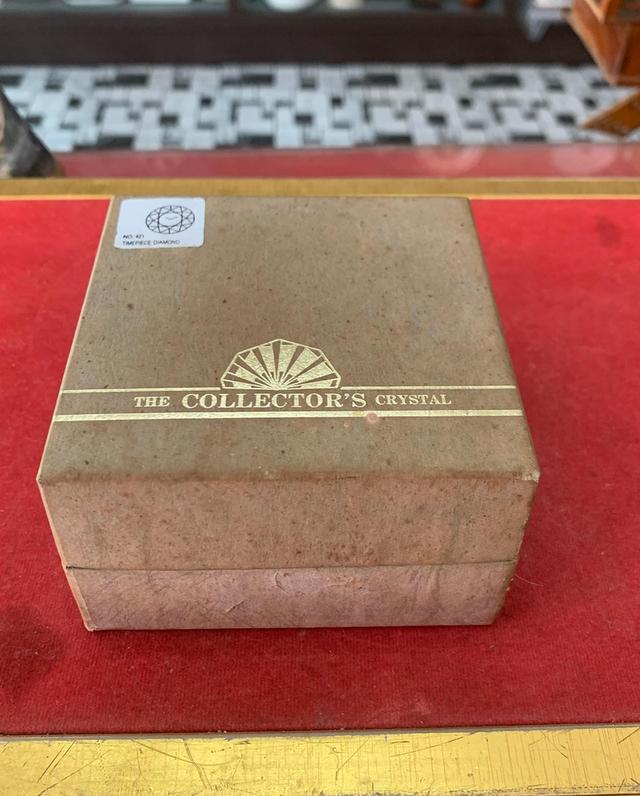 NO: 421
TIMEPIECE DIAMOND
THE COLLECTOR'S CRYSTAL